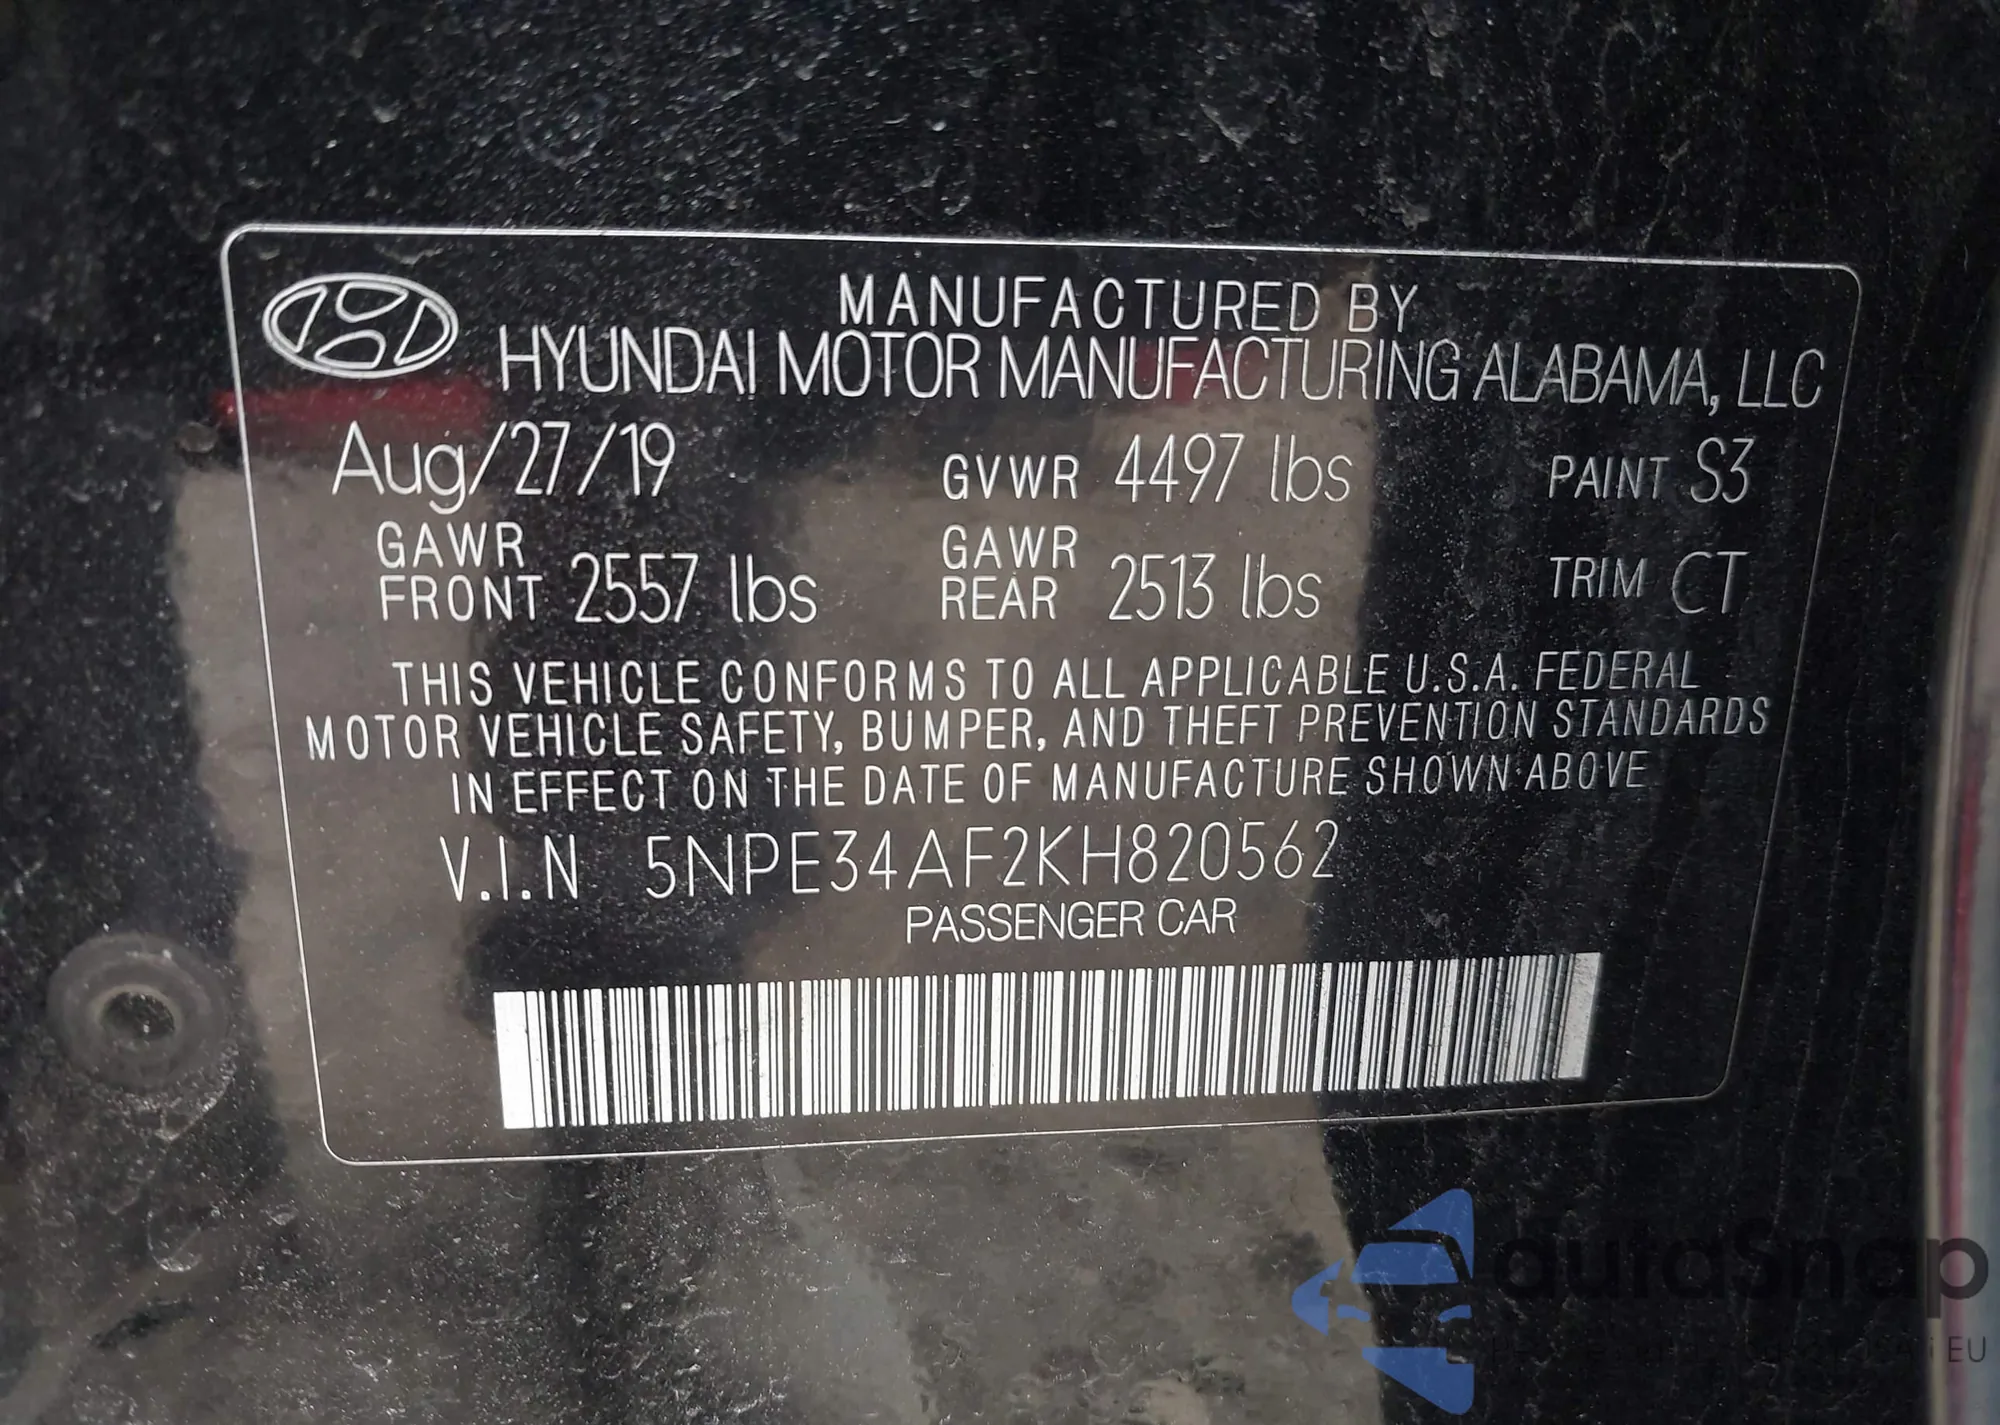 MANUFACTURED BY
HYUNDAI MOTOR MANUFACTURING ALABAMA, LLC
Aug/27/19 GVWR 4497 lbs PAINT S3
GAWR FRONT 2557 lbs GAWR REAR 2513 lbs TRIM CT
THIS VEHICLE CONFORMS TO ALL APPLICABLE U.S.A. FEDERAL
MOTOR VEHICLE SAFETY, BUMPER, AND THEFT PREVENTION STANDARDS
IN EFFECT ON THE DATE OF MANUFACTURE SHOWN ABOVE
V.I.N 5NPE34AF2KH820562
PASSENGER CAR
autoSnap
EU